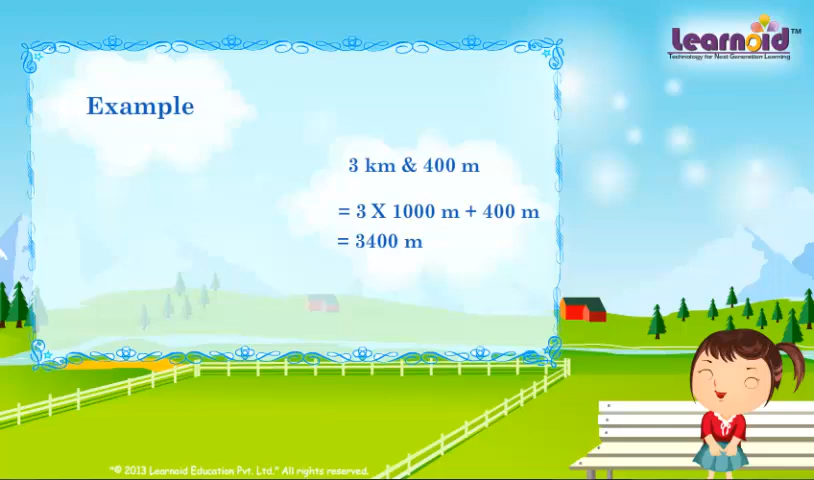 Learnoid™
Technology for Next Generation Learning
Example
3 km & 400 m
= 3 X 1000 m + 400 m
= 3400 m
"© 2013 Learnoid Education Pvt. Ltd." All rights reserved.